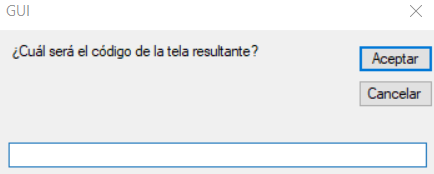 GUI
¿Cuál será el código de la tela resultante?
Aceptar
Cancelar